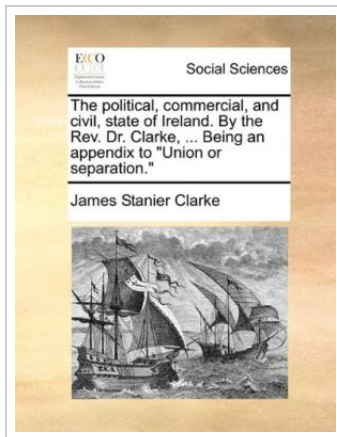 ECCO
Social Sciences
The political, commercial, and
civil, state of Ireland. By the
Rev. Dr. Clarke, ... Being an
appendix to "Union or
separation."
James Stanier Clarke